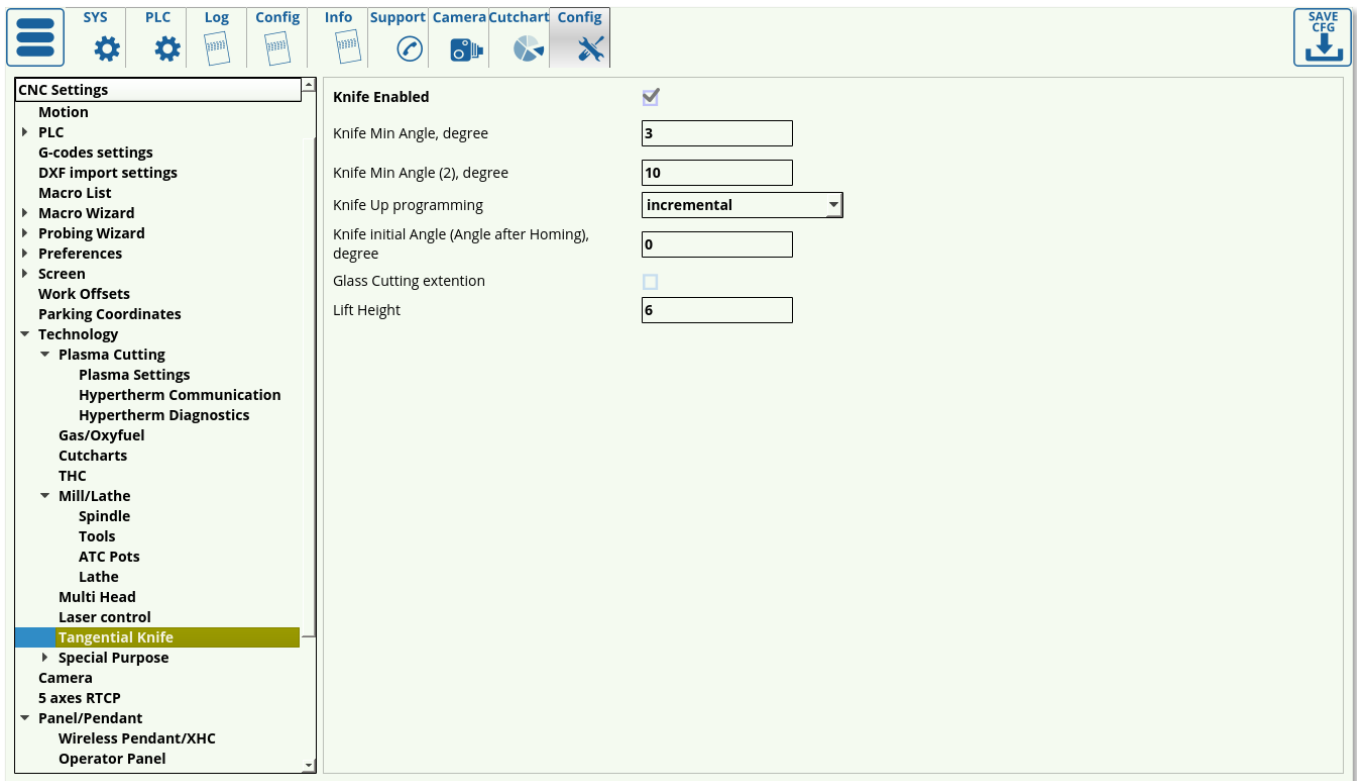 SYS PLC Log Config Info Support Camera Cutchart Config
SAVE
CFG
CNC Settings
Motion
PLC
G-codes settings
DXF import settings
Macro List
Macro Wizard
Probing Wizard
Preferences
Screen
Work Offsets
Parking Coordinates
Technology
Plasma Cutting
Plasma Settings
Hypertherm Communication
Hypertherm Diagnostics
Gas/Oxyfuel
Cutcharts
THC
Mill/Lathe
Spindle
Tools
ATC Pots
Lathe
Multi Head
Laser control
Tangential Knife
Special Purpose
Camera
5 axes RTCP
Panel/Pendant
Wireless Pendant/XHC
Operator Panel
Knife Enabled
Knife Min Angle, degree 3
Knife Min Angle (2), degree 10
Knife Up programming incremental
Knife initial Angle (Angle after Homing),
degree 0
Glass Cutting extention
Lift Height 6